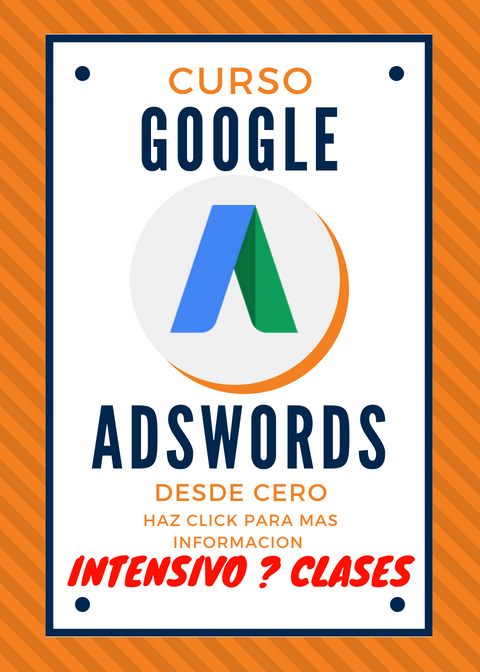 CURSO
GOOGLE
ADSWORDS
DESDE CERO
HAZ CLICK PARA MAS
INFORMACION
INTENSIVO ? CLASES